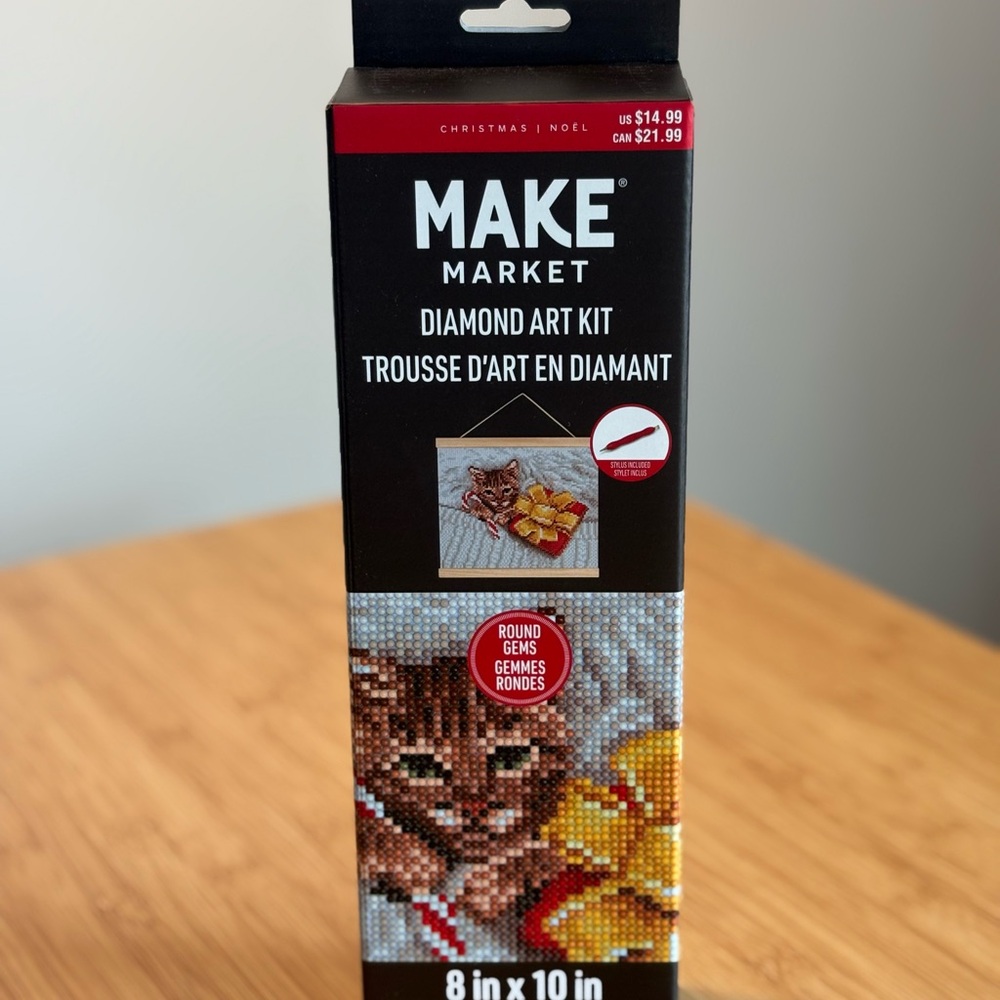 CHRISTMAS | NOËL
US $14.99
CAN $21.99
MAKE®
MARKET
DIAMOND ART KIT
TROUSSE D'ART EN DIAMANT
STYLUS INCLUDED
STYLET INCLUS
ROUND
GEMS
GEMMES
RONDES
8 in x 10 in